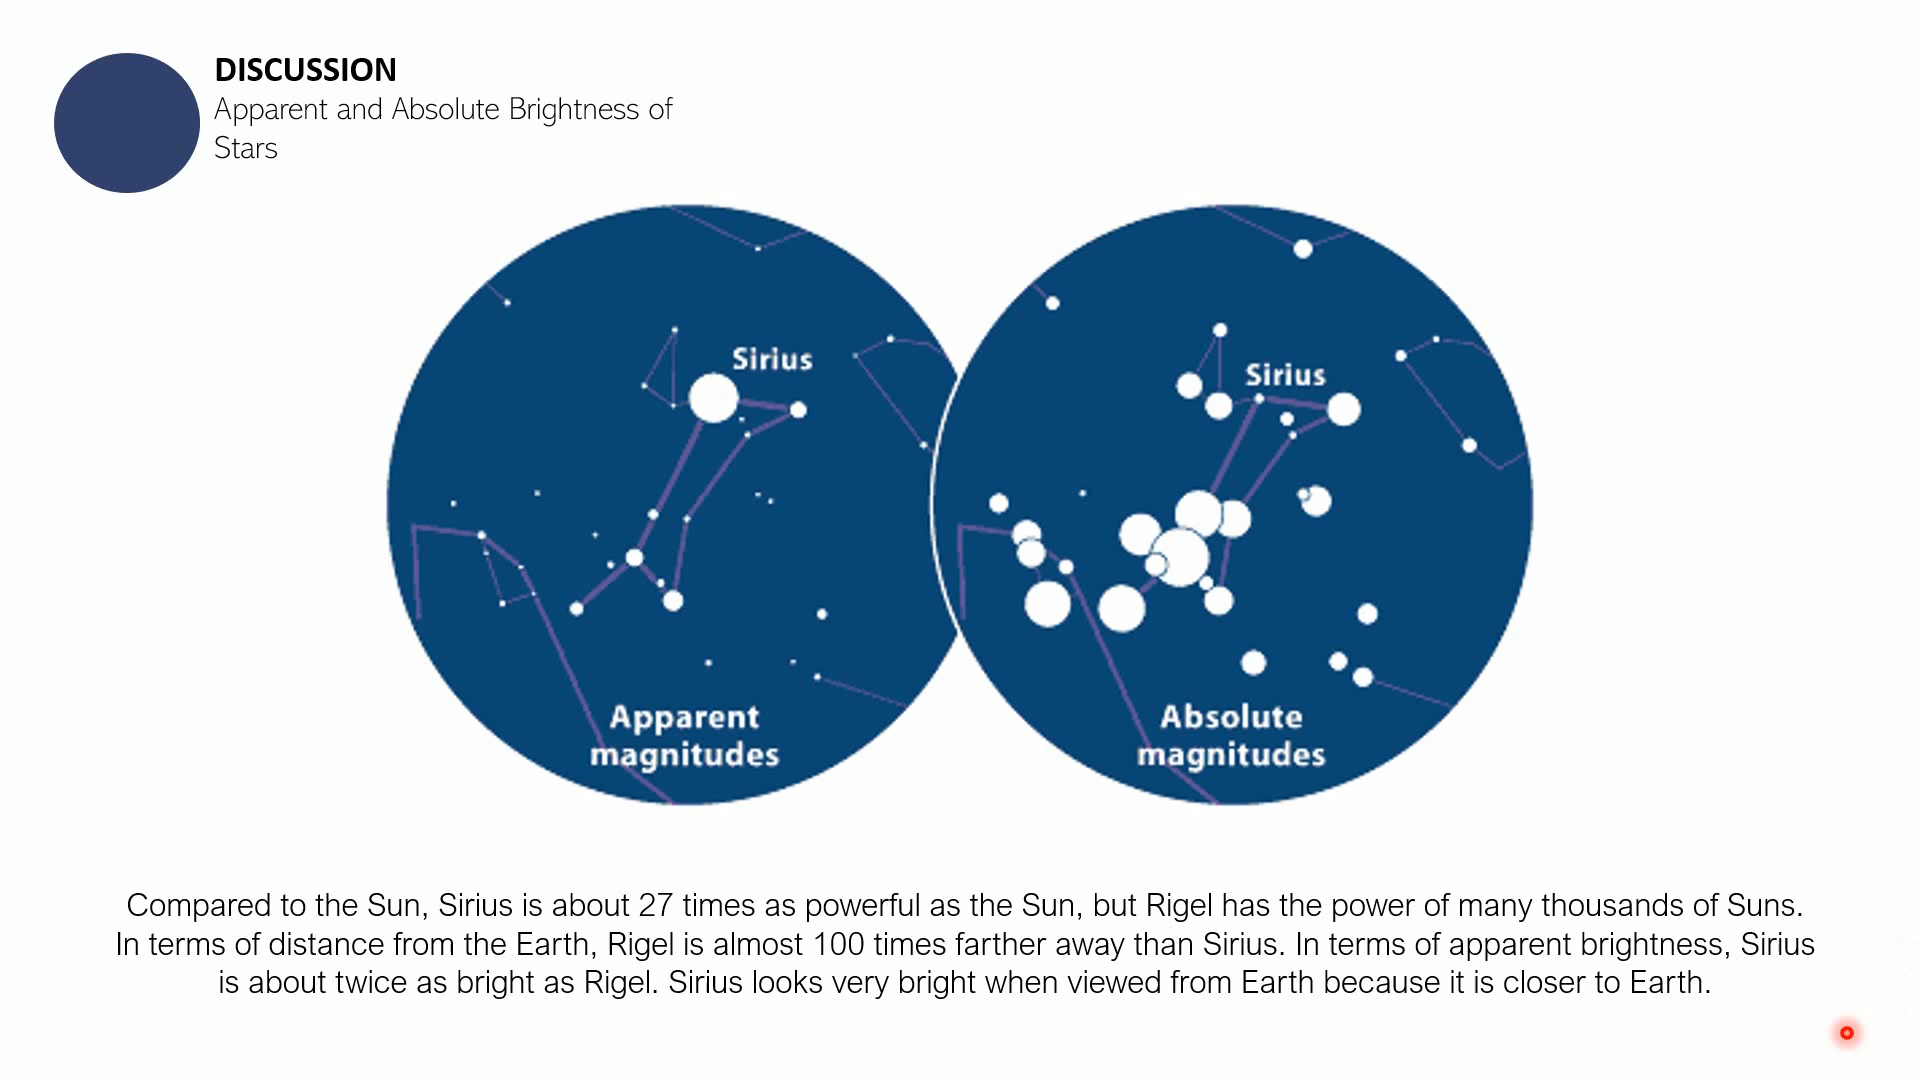 DISCUSSION
Apparent and Absolute Brightness of
Stars
Sirius
Apparent
magnitudes
Sirius
Absolute
magnitudes
Compared to the Sun, Sirius is about 27 times as powerful as the Sun, but Rigel has the power of many thousands of Suns.
In terms of distance from the Earth, Rigel is almost 100 times farther away than Sirius. In terms of apparent brightness, Sirius
is about twice as bright as Rigel. Sirius looks very bright when viewed from Earth because it is closer to Earth.